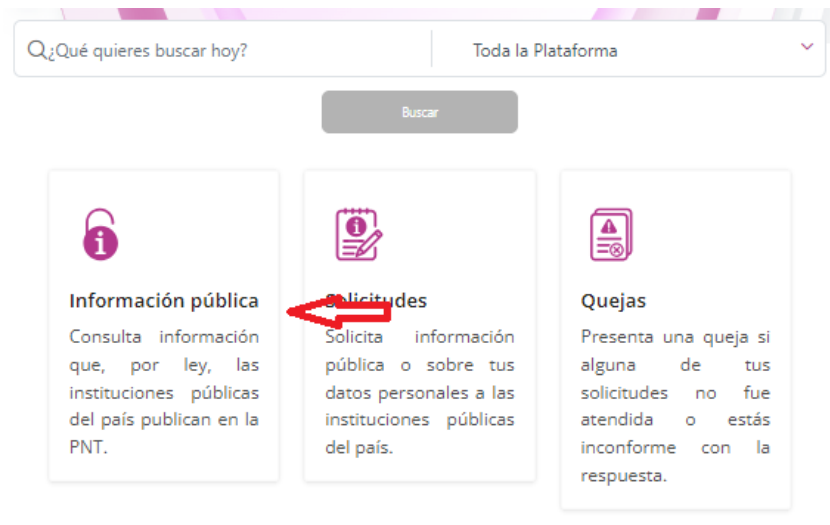 ¿Qué quieres buscar hoy?
Toda la Plataforma
Buscar
Información pública
Consulta información
que, por ley, las
instituciones públicas
del país publican en la
PNT.
Solicitudes
Solicita información
pública o sobre tus
datos personales a las
instituciones públicas
del país.
Quejas
Presenta una queja si
alguna de tus
solicitudes no fue
atendida o estás
inconforme con la
respuesta.